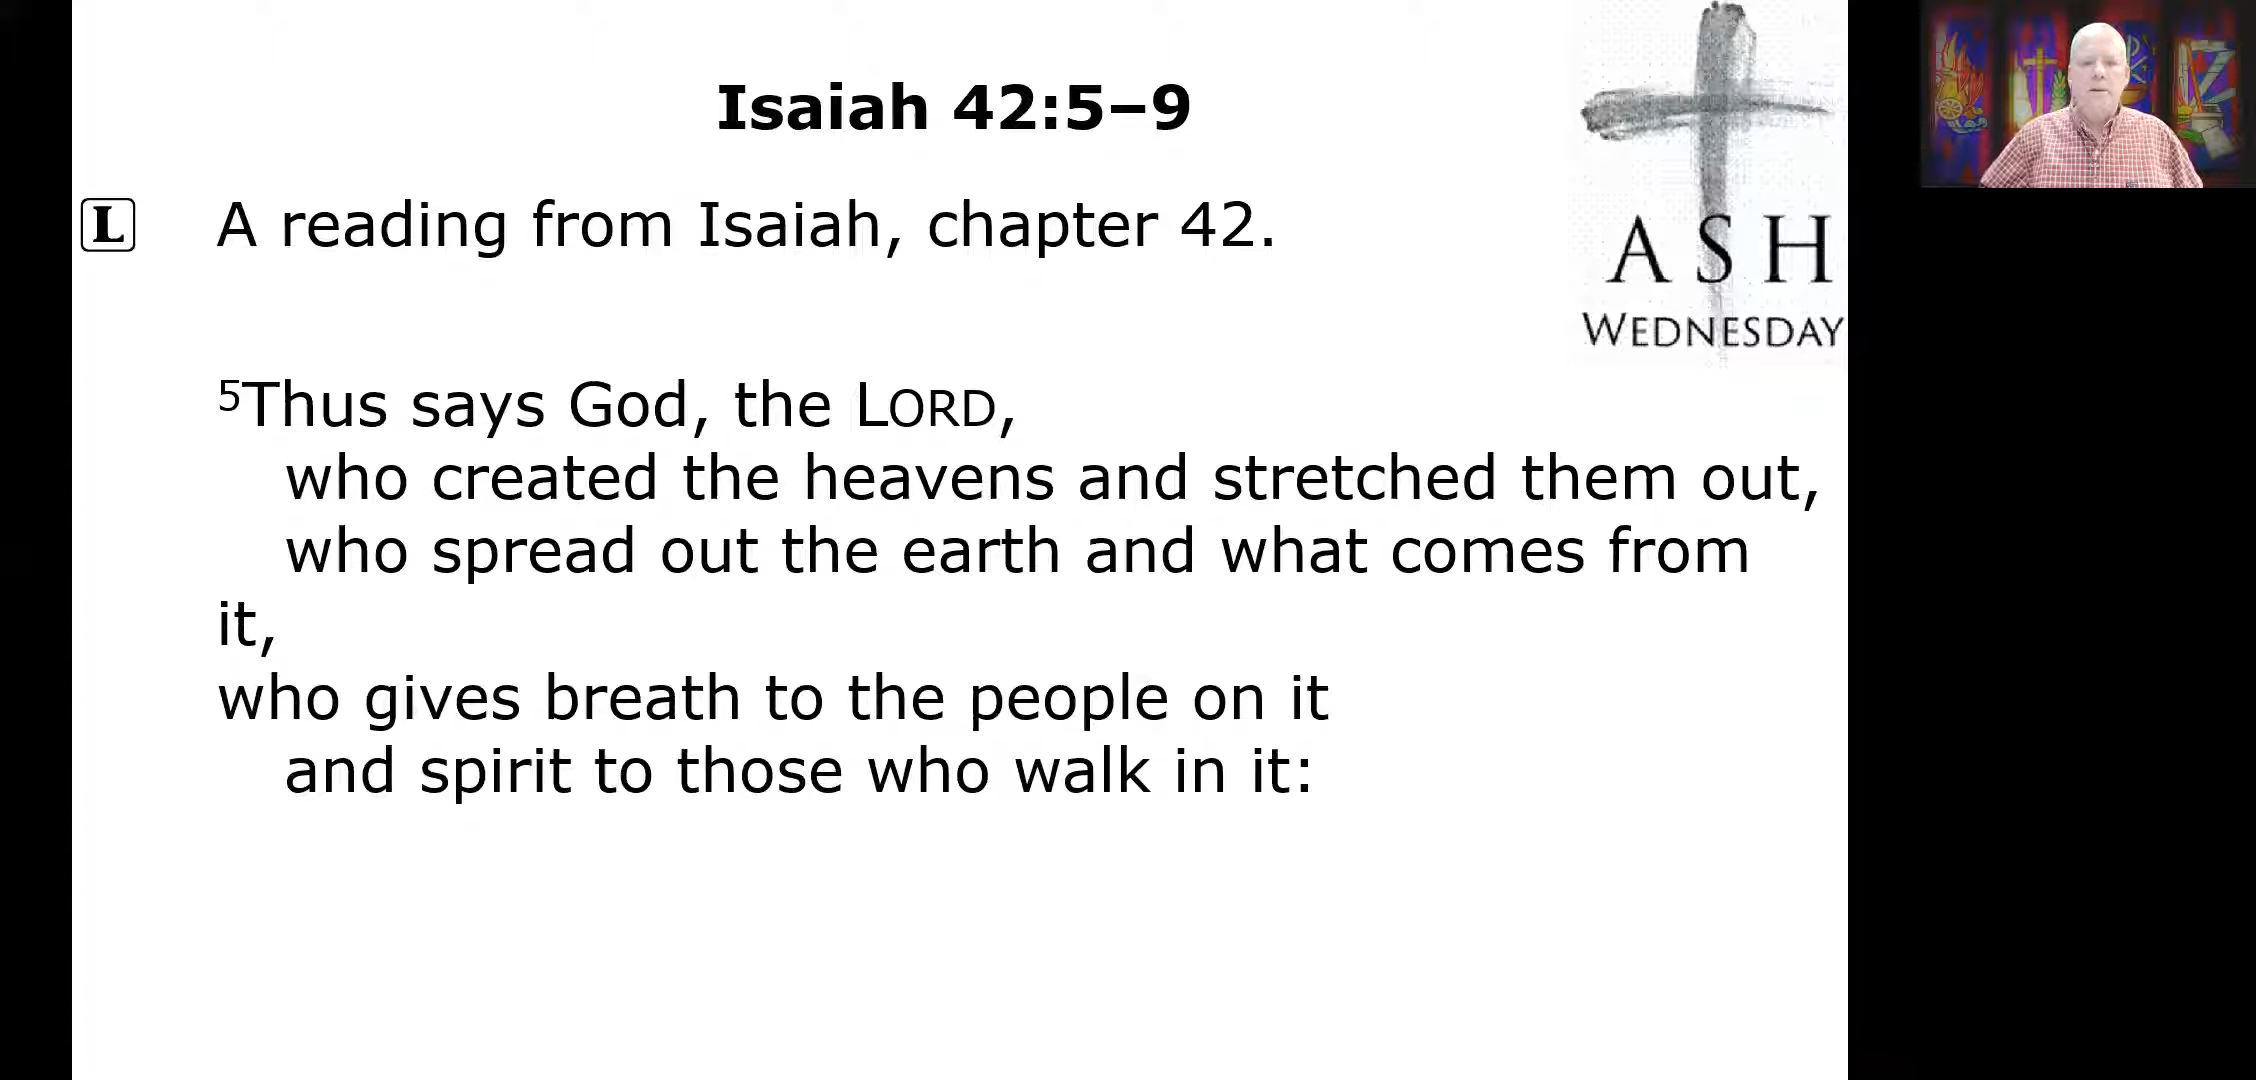 Isaiah 42:5–9
L A reading from Isaiah, chapter 42.
ASH
WEDNESDAY
5Thus says God, the LORD,
who created the heavens and stretched them out,
who spread out the earth and what comes from
it,
who gives breath to the people on it
and spirit to those who walk in it: